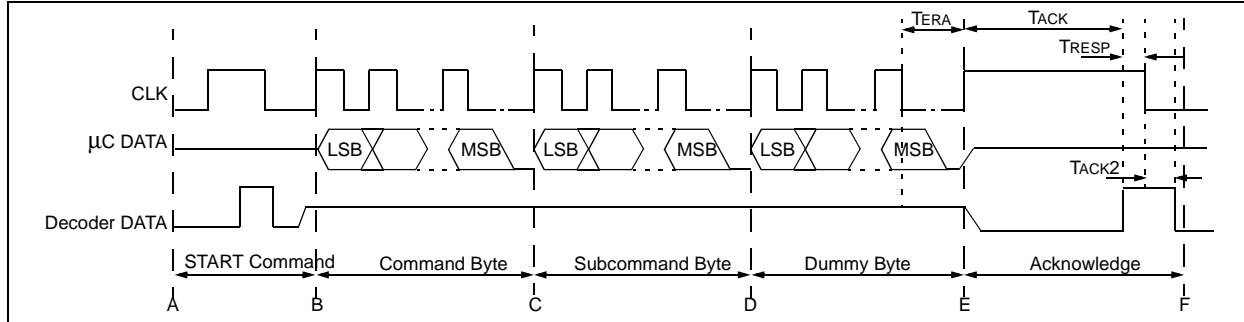 TERA
TACK
TRESP
CLK
µC DATA
LSB
MSB
LSB
MSB
LSB
MSB
TACK2
Decoder DATA
START Command
Command Byte
Subcommand Byte
Dummy Byte
Acknowledge
A
B
C
D
E
F